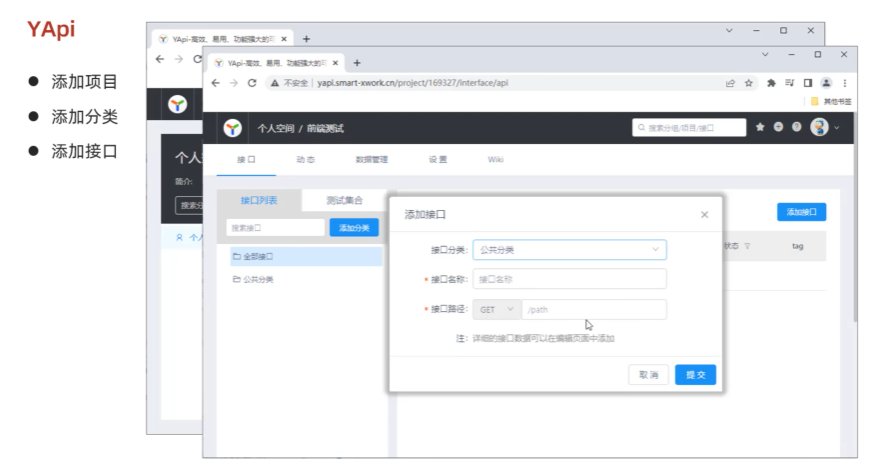 YApi
● 添加项目
● 添加分类
● 添加接口
YApi-高效、易用、功能强大的可
YApi-高效、易用、功能强大的可
不安全 | yapi.smart-xwork.cn/project/169327/interface/api
其他书签
个人空间 / 前端测试
搜索分组/项目/接口
接口 动态 数据管理 设置 Wiki
个人
简介:
搜索分
个人
接口列表 测试集合
添加接口
搜索接口 添加分类
全部接口
公共分类
状态 tag
添加接口
接口分类: 公共分类
* 接口名称: 接口名称
* 接口路径: GET /path
注: 详细的接口数据可以在编辑页面中添加
取消 提交